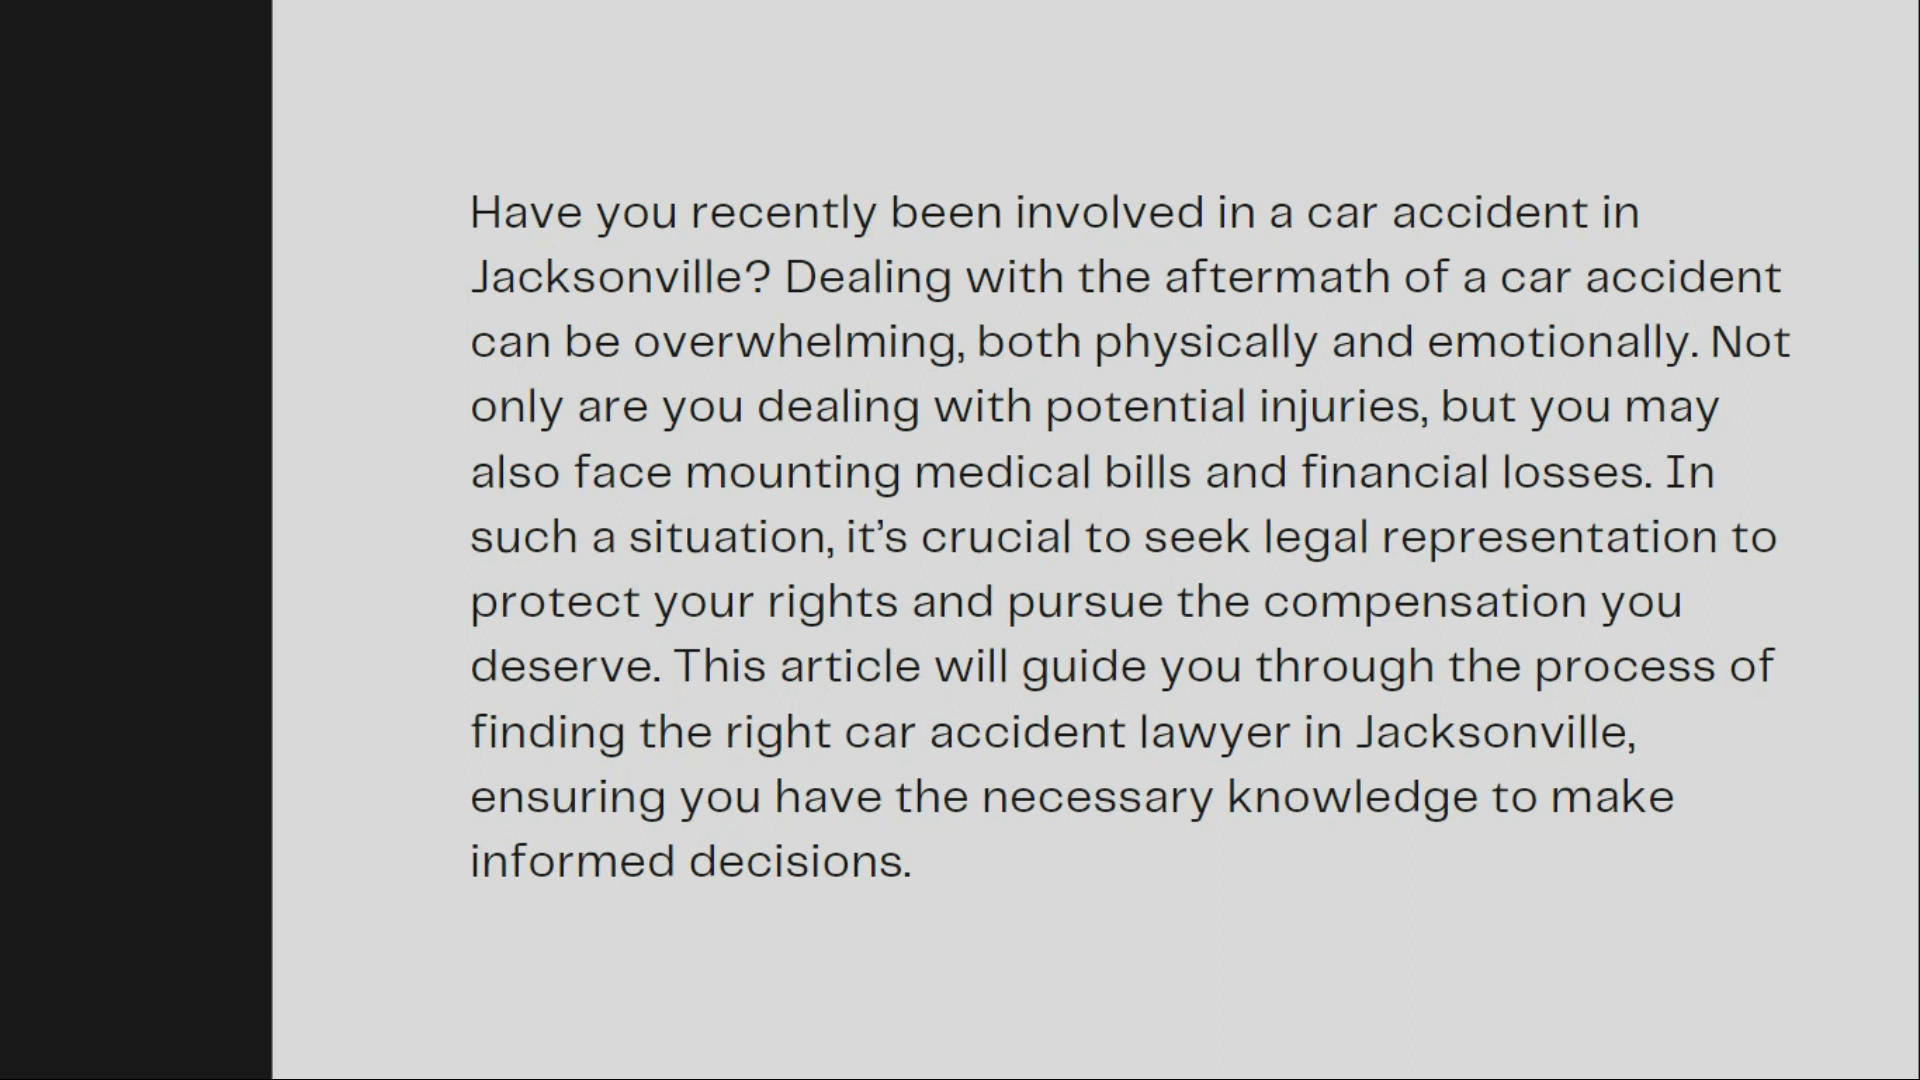 Have you recently been involved in a car accident in
Jacksonville? Dealing with the aftermath of a car accident
can be overwhelming, both physically and emotionally. Not
only are you dealing with potential injuries, but you may
also face mounting medical bills and financial losses. In
such a situation, it’s crucial to seek legal representation to
protect your rights and pursue the compensation you
deserve. This article will guide you through the process of
finding the right car accident lawyer in Jacksonville,
ensuring you have the necessary knowledge to make
informed decisions.